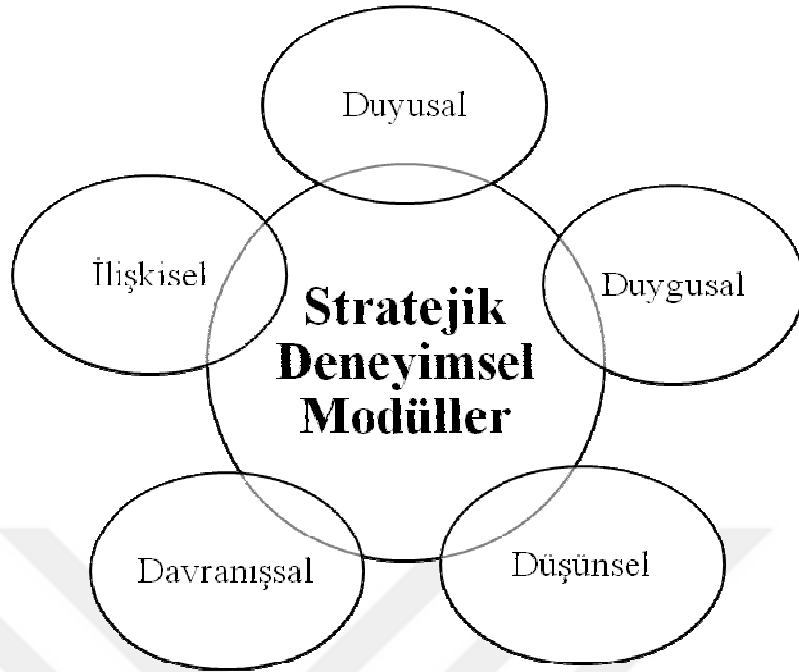 Duyusal
İlişkisel
Duygusal
Stratejik
Deneyimsel
Modüller
Davranışsal
Düşünsel